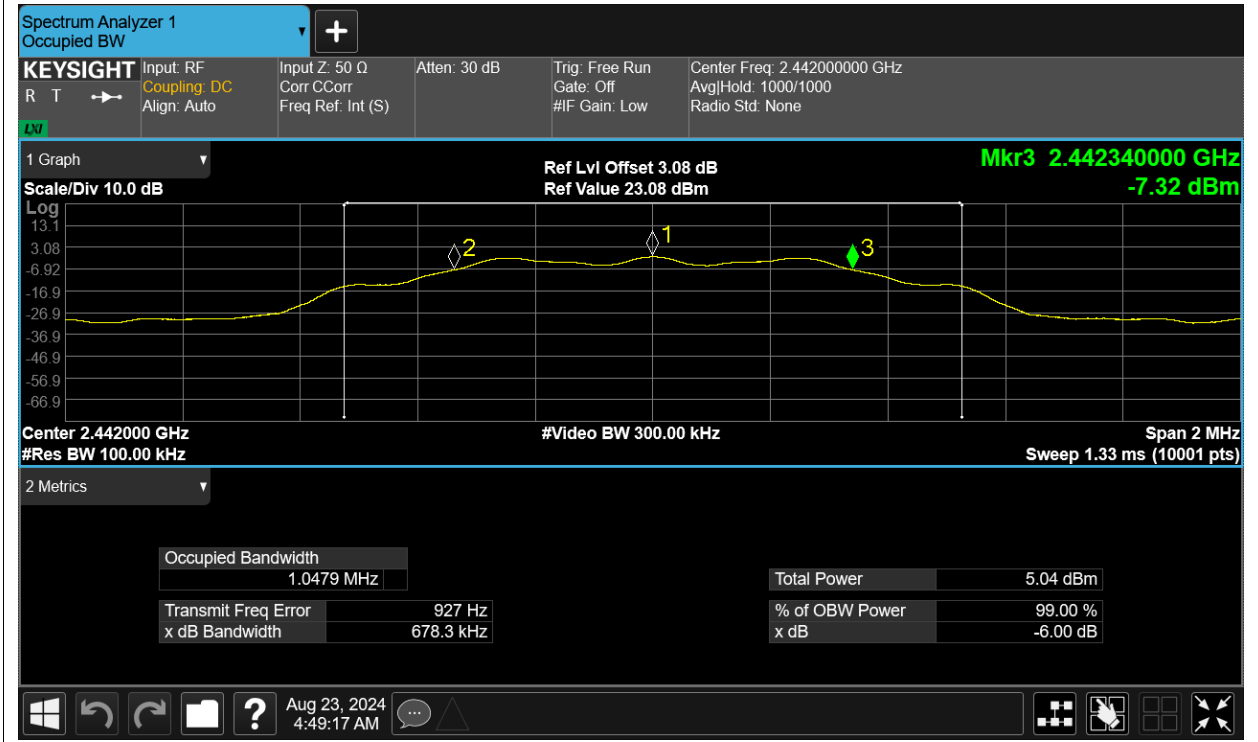 Spectrum Analyzer 1
Occupied BW
KEYSIGHT Input: RF Input Z: 50 Ω Atten: 30 dB Trig: Free Run Center Freq: 2.442000000 GHz
R T Coupling: DC Corr CCorr Gate: Off Avg|Hold: 1000/1000
Align: Auto Freq Ref: Int (S) #IF Gain: Low Radio Std: None
LXI
1 Graph Ref Lvl Offset 3.08 dB Mkr3 2.442340000 GHz
Scale/Div 10.0 dB Ref Value 23.08 dBm -7.32 dBm
Log
13.1
3.08
-6.92
-16.9
-26.9
-36.9
-46.9
-56.9
-66.9
2 1 3
Center 2.442000 GHz #Video BW 300.00 kHz Span 2 MHz
#Res BW 100.00 kHz Sweep 1.33 ms (10001 pts)
2 Metrics
Occupied Bandwidth
1.0479 MHz Total Power 5.04 dBm
Transmit Freq Error 927 Hz % of OBW Power 99.00 %
x dB Bandwidth 678.3 kHz x dB -6.00 dB
? Aug 23, 2024
4:49:17 AM